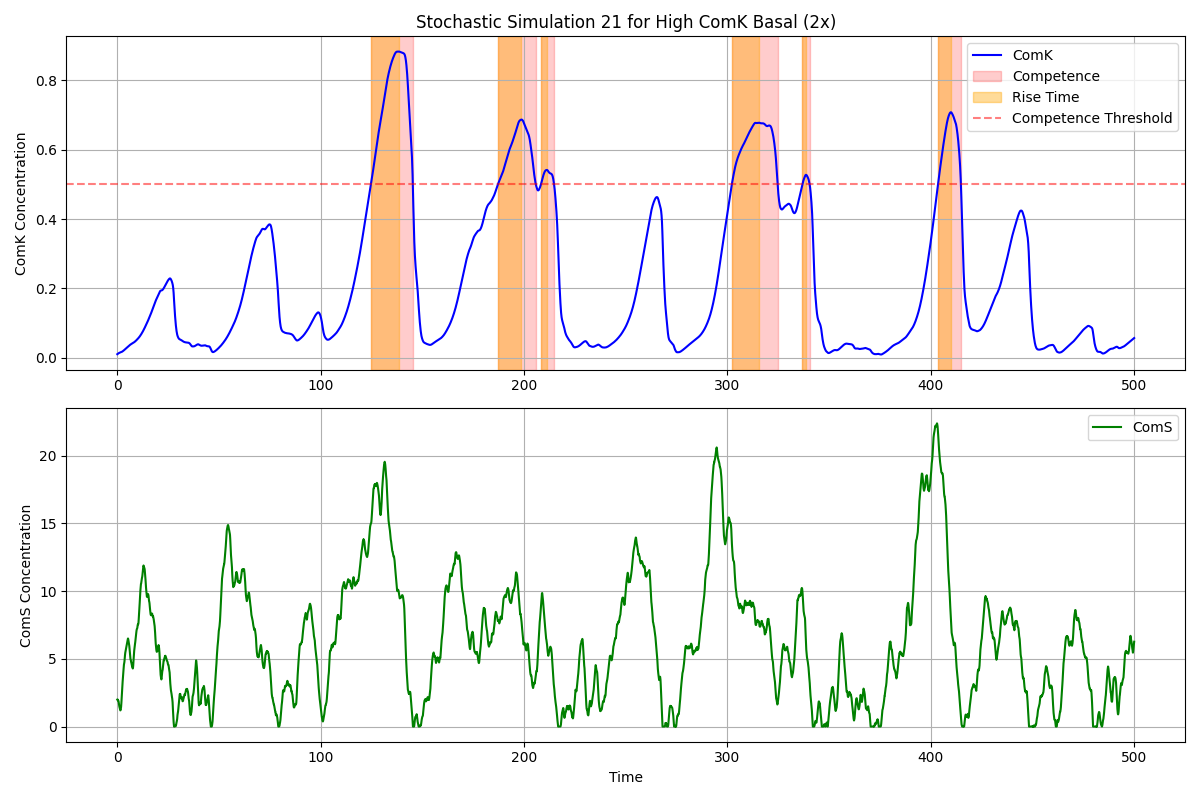 Stochastic Simulation 21 for High ComK Basal (2x)
ComK Concentration
0.8
0.6
0.4
0.2
0.0
ComK
Competence
Rise Time
Competence Threshold
0 100 200 300 400 500
ComS Concentration
20
15
10
5
0
ComS
0 100 200 300 400 500
Time